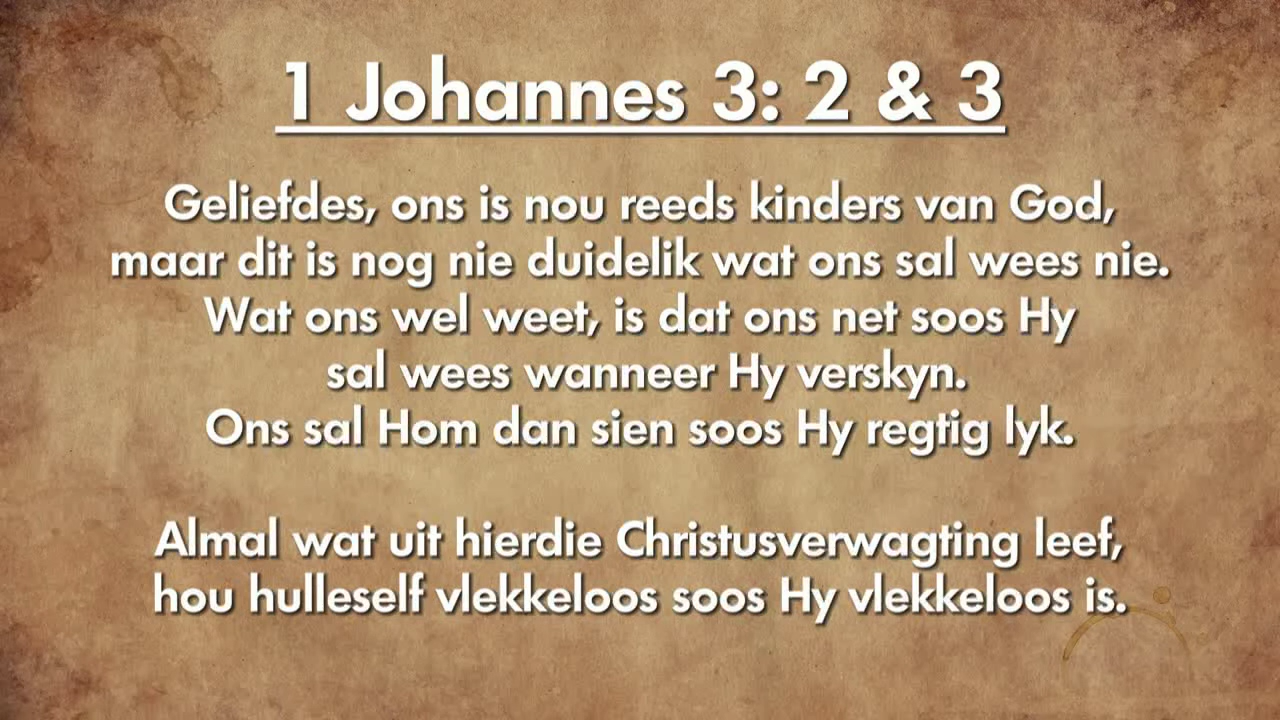 1 Johannes 3: 2 & 3
Geliefdes, ons is nou reeds kinders van God,
maar dit is nog nie duidelik wat ons sal wees nie.
Wat ons wel weet, is dat ons net soos Hy
sal wees wanneer Hy verskyn.
Ons sal Hom dan sien soos Hy regtig lyk.
Almal wat uit hierdie Christusverwagting leef,
hou hulleself vlekkeloos soos Hy vlekkeloos is.